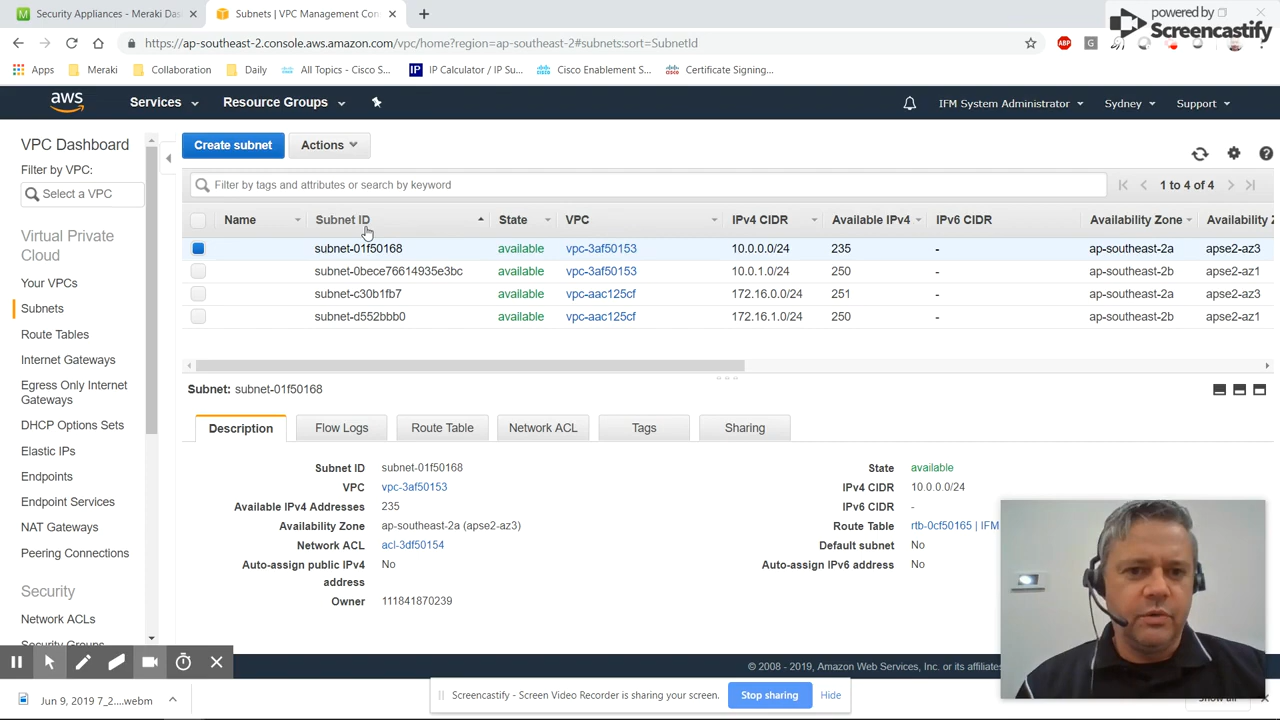 Security Appliances - Meraki Das
Subnets | VPC Management Con
powered by
Screencastify
https://ap-southeast-2.console.aws.amazon.com/vpc/ region=ap-southeast-2#subnets:sort=SubnetId
ABP
G
Apps
Meraki
Collaboration
Daily
All Topics - Cisco S...
IP
IP Calculator / IP Su...
Cisco Enablement S...
Certificate Signing...
aws
Services
Resource Groups
IFM System Administrator
Sydney
Support
VPC Dashboard
Filter by VPC:
Select a VPC
Virtual Private
Cloud
Your VPCs
Subnets
Route Tables
Internet Gateways
Egress Only Internet
Gateways
DHCP Option Sets
Elastic IPs
Endpoints
Endpoint Services
NAT Gateways
Peering Connections
Security
Network ACLs
Security Groups
Create subnet
Actions
Filter by tags and attributes or search by keyword
1 to 4 of 4
Name Subnet ID State VPC IPv4 CIDR Available IPv4 IPv6 CIDR Availability Zone Availability Z
subnet-01f50168 available vpc-3af50153 10.0.0.0/24 235 - ap-southeast-2a apse2-az3
subnet-0bece76614935e3bc available vpc-3af50153 10.0.1.0/24 250 - ap-southeast-2b apse2-az1
subnet-c30b1fb7 available vpc-aac125cf 172.16.0.0/24 251 - ap-southeast-2a apse2-az3
subnet-d552bbb0 available vpc-aac125cf 172.16.1.0/24 250 - ap-southeast-2b apse2-az1
Subnet: subnet-01f50168
Description
Flow Logs
Route Table
Network ACL
Tags
Sharing
Subnet ID subnet-01f50168
VPC vpc-3af50153
Available IPv4 Addresses 235
Availability Zone ap-southeast-2a (apse2-az3)
Network ACL acl-3df50154
Auto-assign public IPv4
address
No
Owner 111841870239
State available
IPv4 CIDR 10.0.0.0/24
IPv6 CIDR -
Route Table rtb-0cf50165 | IFM
Default subnet No
Auto-assign IPv6 address No
© 2008 - 2019, Amazon Web Services, Inc. or its affiliates
Screencastify - Screen Video Recorder is sharing your screen.
Stop sharing
Hide
Jun 9, 2019 7_2....webm
Show all